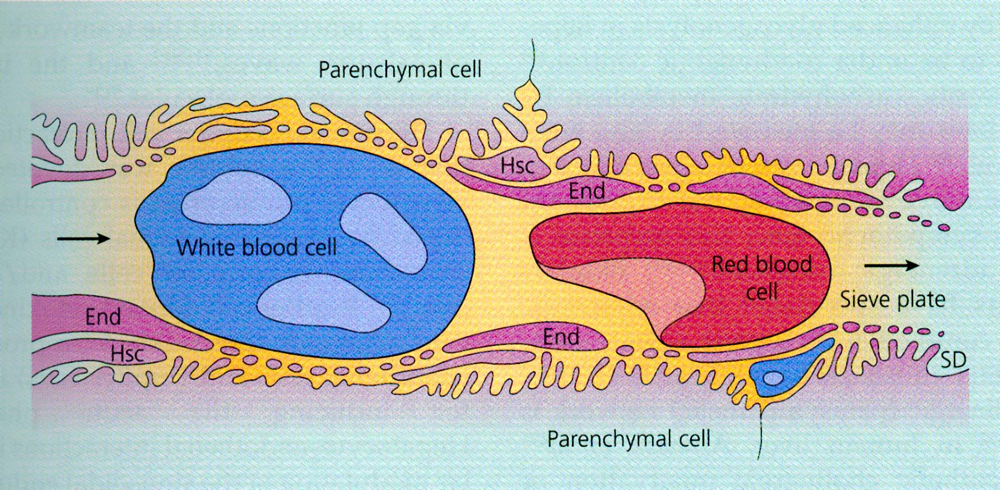 Parenchymal cell
Hsc
End
White blood cell
Red blood
cell
Sieve plate
End
End
Hsc
SD
Parenchymal cell